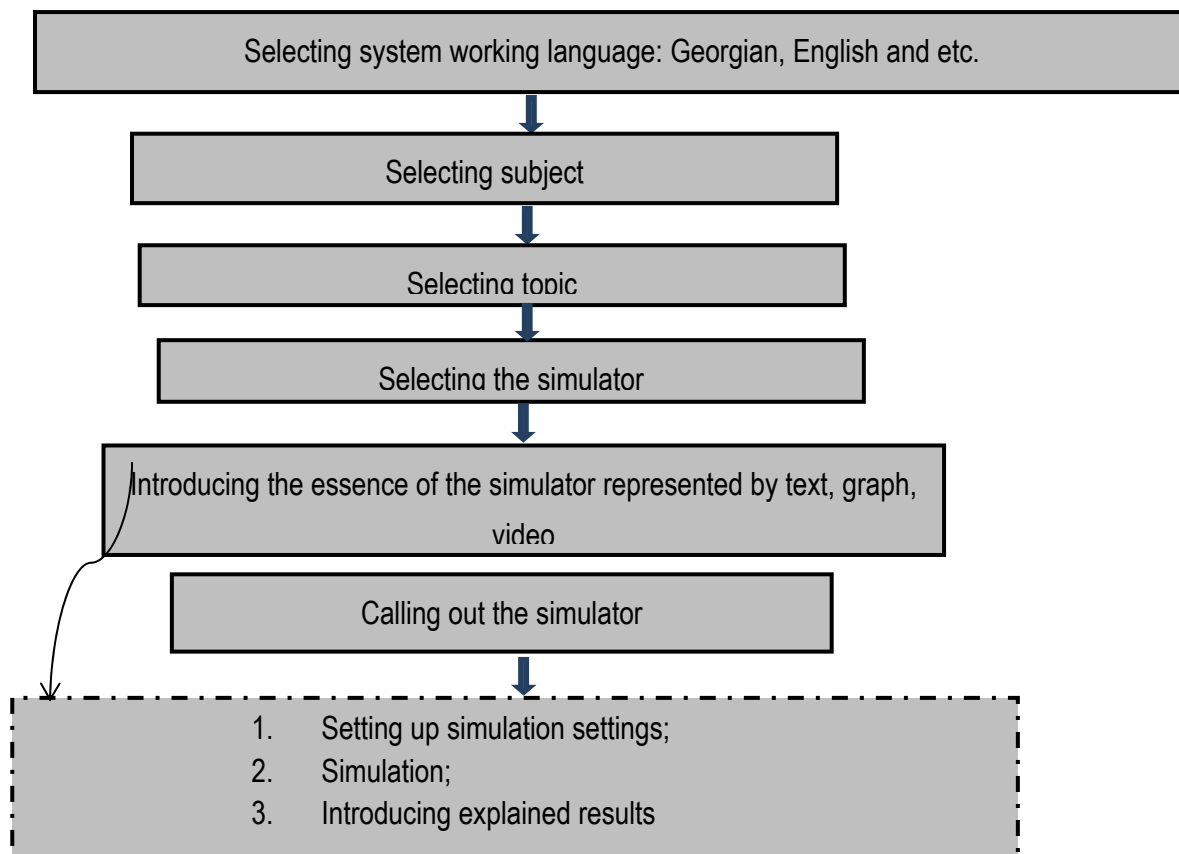 Selecting system working language: Georgian, English and etc.
Selecting subject
Selecting topic
Selecting the simulator
Introducing the essence of the simulator represented by text, graph,
video
Calling out the simulator
1. Setting up simulation settings;
2. Simulation;
3. Introducing explained results